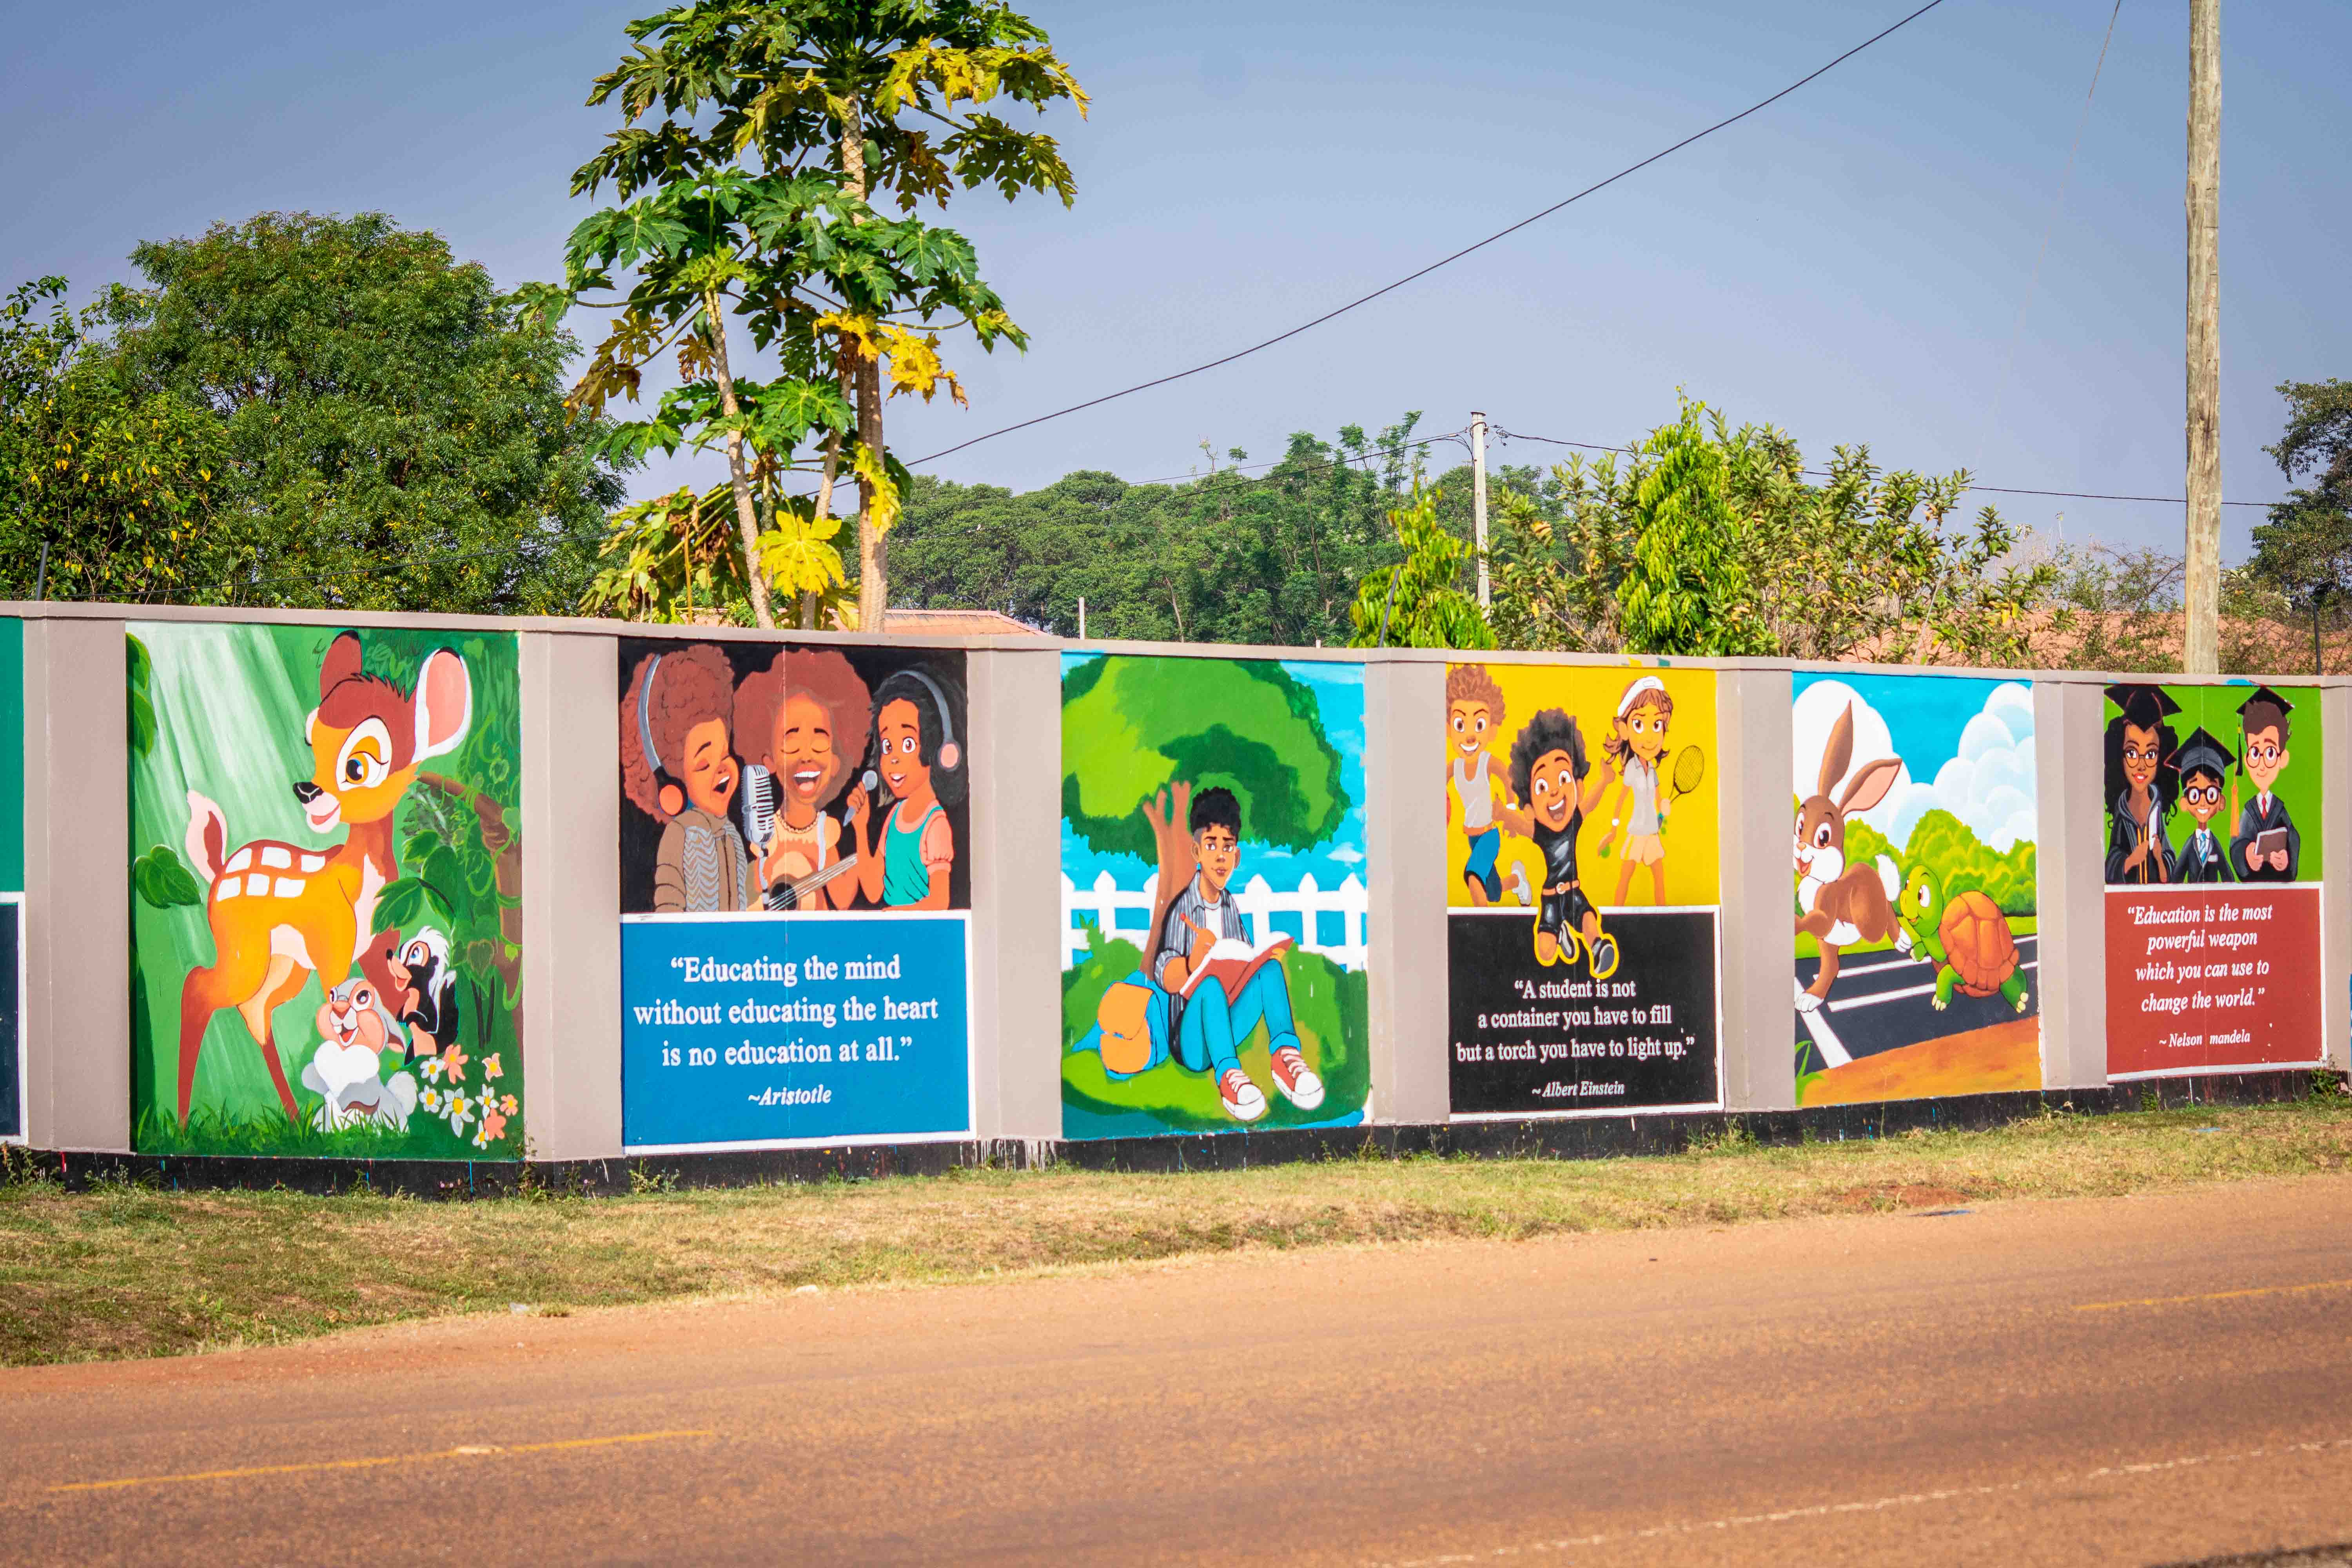 “Educating the mind
without educating the heart
is no education at all.”
~Aristotle
“A student is not
a container you have to fill
but a torch you have to light up.”
~ Albert Einstein
“Education is the most
powerful weapon
which you can use to
change the world.”
~ Nelson mandela